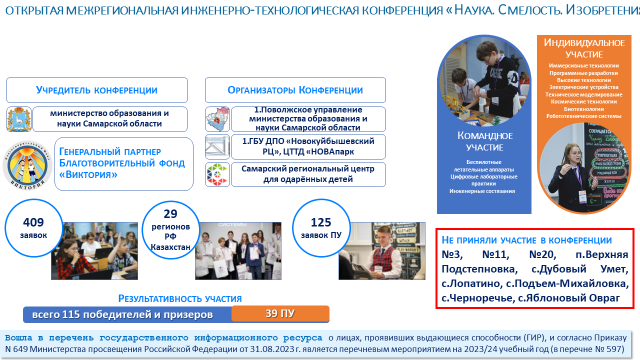 ОТКРЫТАЯ МЕЖРЕГИОНАЛЬНАЯ ИНЖЕНЕРНО-ТЕХНОЛОГИЧЕСКАЯ КОНФЕРЕНЦИЯ «НАУКА. СМЕЛОСТЬ. ИЗОБРЕТЕНИ
УЧРЕДИТЕЛЬ КОНФЕРЕНЦИИ
министерство образования и
науки Самарской области
ГЕНЕРАЛЬНЫЙ ПАРТНЕР
БЛАГОТВОРИТЕЛЬНЫЙ ФОНД
«ВИКТОРИЯ»
ВИКТОРИЯ
ОРГАНИЗАТОРЫ КОНФЕРЕНЦИИ
1.Поволжское управление
министерства образования и
науки Самарской области
1.ГБУ ДПО «Новокуйбышевский
РЦ», ЦТТД «НОВАпарк
Самарский региональный центр
для одарённых детей
КОМАНДНОЕ
УЧАСТИЕ
Беспилотные
летательные аппараты
Цифровые лабораторные
практики
Инженерные состязания
ИНДИВИДУАЛЬНОЕ
УЧАСТИЕ
Иммерсивные технологии
Программные разработки
Высокие технологии
Электрические устройства
Техническое моделирование
Космические технологии
Биотехнологии
Робототехнические системы
409
заявок
29
регионов
РФ
Казахстан
125
заявок ПУ
РЕЗУЛЬТАТИВНОСТЬ УЧАСТИЯ
всего 115 победителей и призеров
39 ПУ
НЕ ПРИНЯЛИ УЧАСТИЕ В КОНФЕРЕНЦИИ
№3, №11, №20, п.Верхняя
Подстепновка, с.Дубовый Умет,
с.Лопатино, с.Подъем-Михайловка,
с.Черноречье, с.Яблоновый Овраг
Вошла в перечень государственного информационного ресурса о лицах, проявивших выдающиеся способности (ГИР), и согласно Приказу
N 649 Министерства просвещения Российской Федерации от 31.08.2023 г. является перечневым мероприятием на 2023/24 учебный год (в перечне № 597)